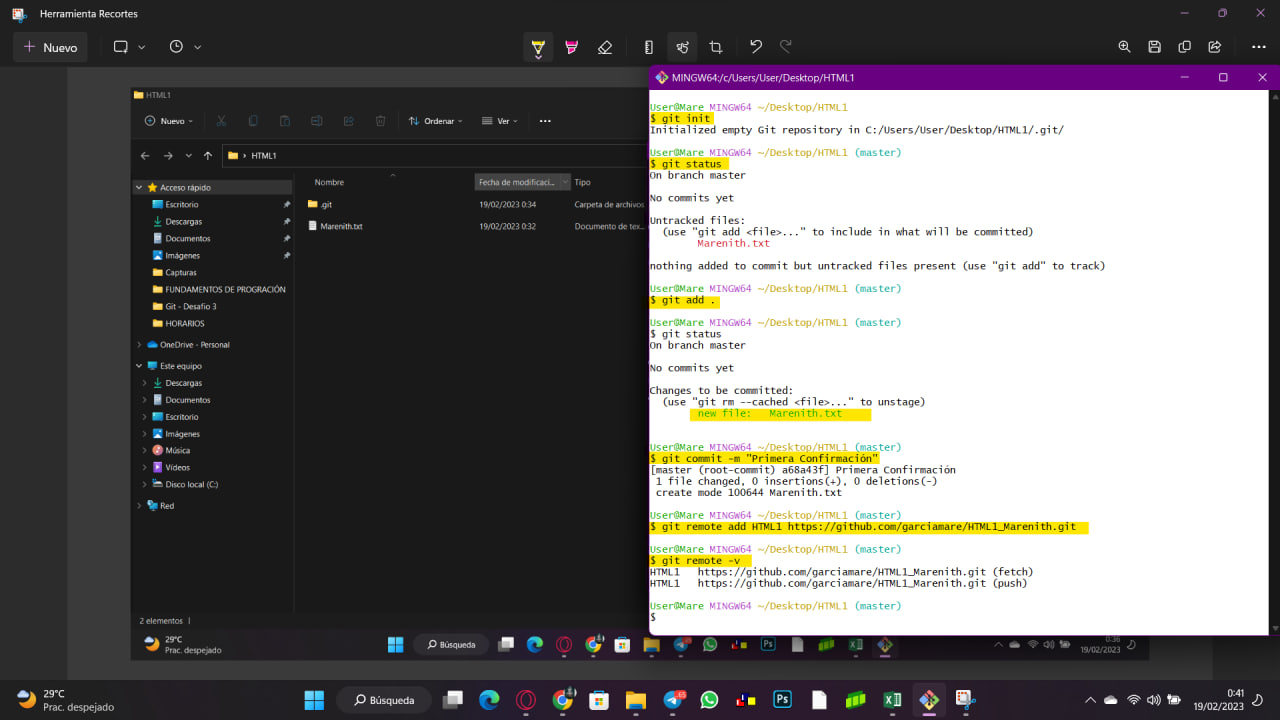 Herramienta Recortes
Nuevo
HTML1
Nuevo
Ordenar
Ver
HTML1
Nombre
Fecha de modificaci...
Tipo
.git
19/02/2023 0:34
Carpeta de archivos
Marenith.txt
19/02/2023 0:32
Documento de tex...
Acceso rápido
Escritorio
Descargas
Documentos
Imágenes
Capturas
FUNDAMENTOS DE PROGRACIÓN
Git - Desafio 3
HORARIOS
OneDrive - Personal
Este equipo
Descargas
Documentos
Escritorio
Imágenes
Música
Vídeos
Disco local (C:)
Red
2 elementos
MINGW64:/c/Users/User/Desktop/HTML1
User@Mare MINGW64 ~/Desktop/HTML1
$ git init
Initialized empty Git repository in C:/Users/User/Desktop/HTML1/.git/
User@Mare MINGW64 ~/Desktop/HTML1 (master)
$ git status
On branch master
No commits yet
Untracked files:
(use "git add <file>..." to include in what will be committed)
Marenith.txt
nothing added to commit but untracked files present (use "git add" to track)
User@Mare MINGW64 ~/Desktop/HTML1 (master)
$ git add .
User@Mare MINGW64 ~/Desktop/HTML1 (master)
$ git status
On branch master
No commits yet
Changes to be committed:
(use "git rm --cached <file>..." to unstage)
new file:   Marenith.txt
User@Mare MINGW64 ~/Desktop/HTML1 (master)
$ git commit -m "Primera Confirmación"
[master (root-commit) a68a43f] Primera Confirmación
1 file changed, 0 insertions(+), 0 deletions(-)
create mode 100644 Marenith.txt
User@Mare MINGW64 ~/Desktop/HTML1 (master)
$ git remote add HTML1 https://github.com/garciamare/HTML1_Marenith.git
User@Mare MINGW64 ~/Desktop/HTML1 (master)
$ git remote -v
HTML1   https://github.com/garciamare/HTML1_Marenith.git (fetch)
HTML1   https://github.com/garciamare/HTML1_Marenith.git (push)
User@Mare MINGW64 ~/Desktop/HTML1 (master)
$
29°C
Prac. despejado
Búsqueda
Ps
0:36
19/02/2023
29°C
Prac. despejado
Búsqueda
65
Ps
0:41
19/02/2023